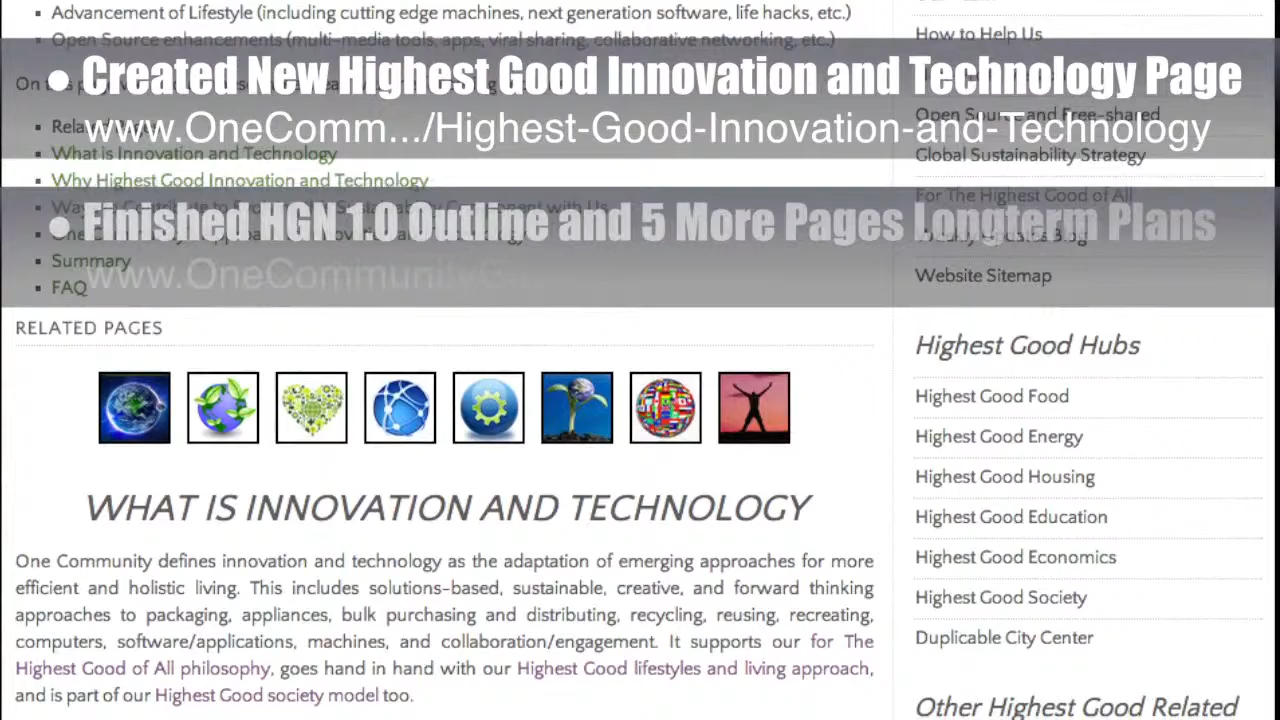 Advancement of Lifestyle (including cutting edge machines, next generation software, life hacks, etc.)
Open Source enhancements (multi-media tools, apps, viral sharing, collaborative networking, etc.)
• Created New Highest Good Innovation and Technology Page
www.OneComm.../Highest-Good-Innovation-and-Technology
What is Innovation and Technology
Why Highest Good Innovation and Technology
• Finished HGN 1.0 Outline and 5 More Pages Longterm Plans
www.OneCommunityG
Summary
FAQ
RELATED PAGES
WHAT IS INNOVATION AND TECHNOLOGY
One Community defines innovation and technology as the adaptation of emerging approaches for more
efficient and holistic living. This includes solutions-based, sustainable, creative, and forward thinking
approaches to packaging, appliances, bulk purchasing and distributing, recycling, reusing, recreating,
computers, software/applications, machines, and collaboration/engagement. It supports our for The
Highest Good of All philosophy, goes hand in hand with our Highest Good lifestyles and living approach,
and is part of our Highest Good society model too.
How to Help Us
Open Source and Free-shared
Global Sustainability Strategy
For The Highest Good of All
Weekly Updates Blog
Website Sitemap
Highest Good Hubs
Highest Good Food
Highest Good Energy
Highest Good Housing
Highest Good Education
Highest Good Economics
Highest Good Society
Duplicable City Center
Other Highest Good Related